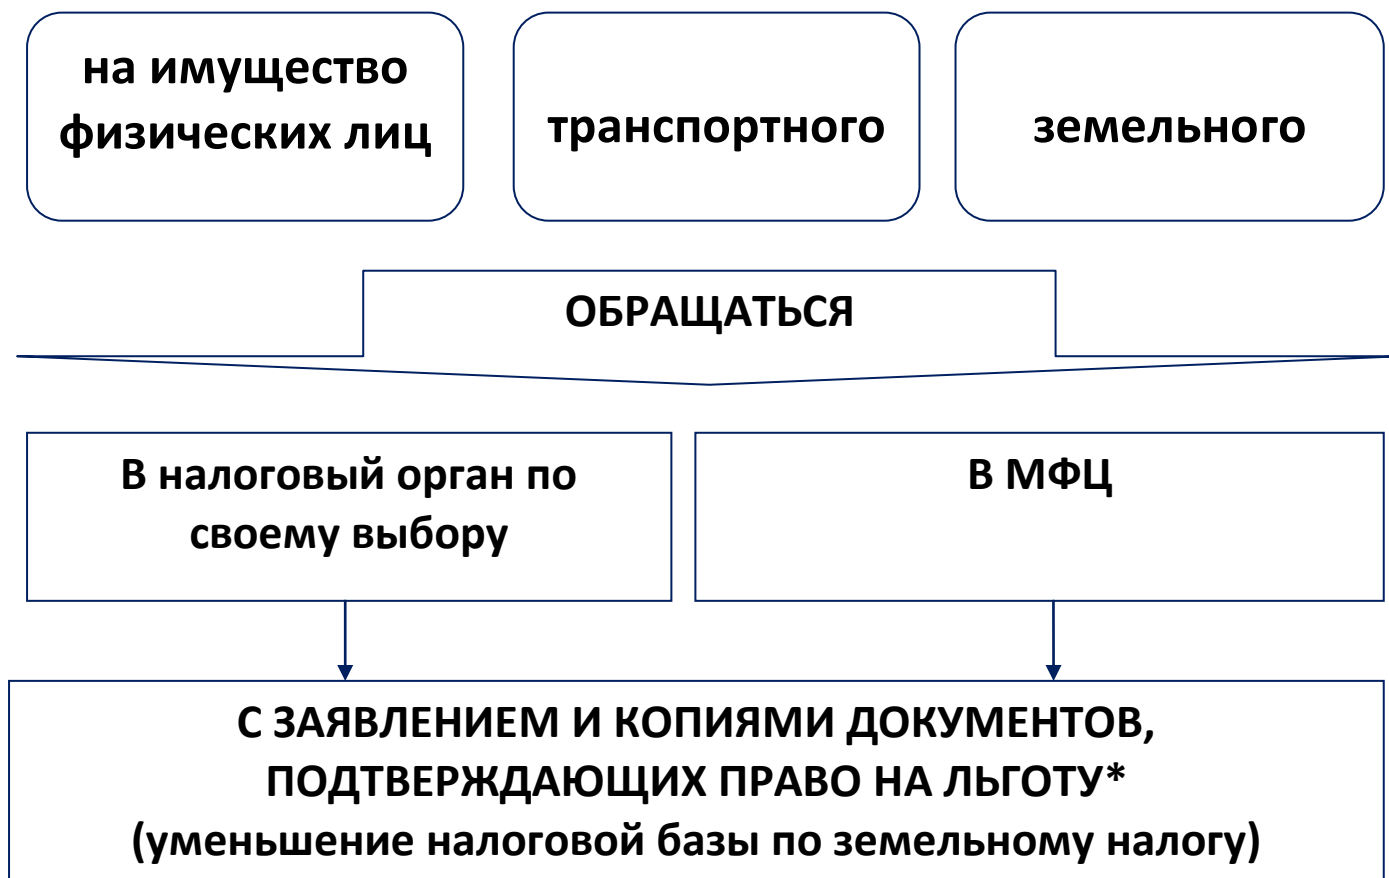 на имущество
физических лиц
транспортного
земельного
ОБРАЩАТЬСЯ
В налоговый орган по
своему выбору
В МФЦ
С ЗАЯВЛЕНИЕМ И КОПИЯМИ ДОКУМЕНТОВ,
ПОДТВЕРЖДАЮЩИХ ПРАВО НА ЛЬГОТУ*
(уменьшение налоговой базы по земельному налогу)